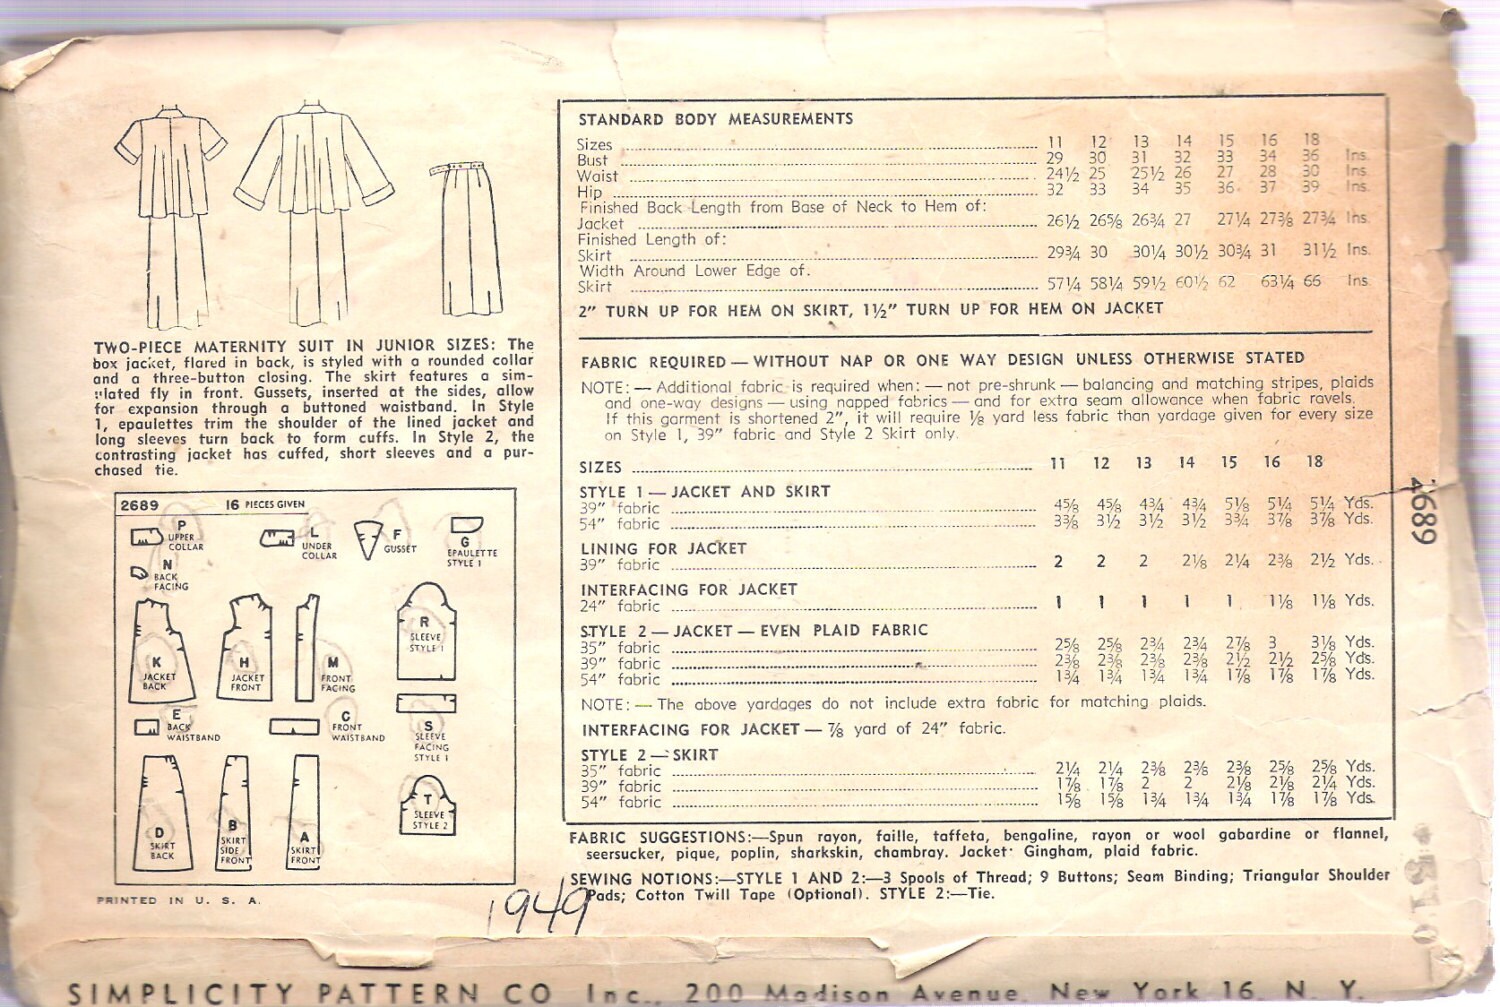 TWO-PIECE MATERNITY SUIT IN JUNIOR SIZES: The
box jacket, flared in back, is styled with a rounded collar
and a three-button closing. The skirt features a sim-
ulated fly in front. Gussets, inserted at the sides, allow
for expansion through a buttoned waistband. In Style
1, epaulettes trim the shoulder of the lined jacket and
long sleeves turn back to form cuffs. In Style 2, the
contrasting jacket has cuffed, short sleeves and a pur-
chased tie.
2689 16 PIECES GIVEN
P UPPER COLLAR
L UNDER COLLAR
F GUSSET
G EPAULETTE STYLE 1
N BACK FACING
K JACKET BACK
H JACKET FRONT
M FRONT FACING
R SLEEVE STYLE 1
E BACK WAISTBAND
C FRONT WAISTBAND
S SLEEVE FACING STYLE 1
D SKIRT BACK
B SKIRT SIDE FRONT
A SKIRT FRONT
T SLEEVE STYLE 2
PRINTED IN U. S. A.
1949
STANDARD BODY MEASUREMENTS
Sizes 11 12 13 14 15 16 18
Bust 29 30 31 32 33 34 36 Ins.
Waist 24½ 25 25½ 26 27 28 30 Ins.
Hip 32 33 34 35 36 37 39 Ins.
Finished Back Length from Base of Neck to Hem of:
Jacket 26½ 26⅝ 26¾ 27 27¼ 27⅜ 27¾ Ins.
Finished Length of:
Skirt 29¾ 30 30¼ 30½ 30¾ 31 31½ Ins.
Width Around Lower Edge of.
Skirt 57¼ 58¼ 59½ 60½ 62 63¼ 66 Ins
2" TURN UP FOR HEM ON SKIRT, 1½" TURN UP FOR HEM ON JACKET
FABRIC REQUIRED — WITHOUT NAP OR ONE WAY DESIGN UNLESS OTHERWISE STATED
NOTE: — Additional fabric is required when: — not pre-shrunk — balancing and matching stripes, plaids
and one-way designs — using napped fabrics — and for extra seam allowance when fabric ravels.
If this garment is shortened 2", it will require ⅛ yard less fabric than yardage given for every size
on Style 1, 39" fabric and Style 2 Skirt only.
SIZES 11 12 13 14 15 16 18
STYLE 1 — JACKET AND SKIRT
39" fabric 4⅝ 4⅝ 4¾ 4¾ 5⅛ 5¼ 5¼ Yds.
54" fabric 3⅜ 3½ 3½ 3½ 3¾ 3⅞ 3⅞ Yds.
LINING FOR JACKET
39" fabric 2 2 2 2⅛ 2¼ 2⅜ 2½ Yds.
INTERFACING FOR JACKET
24" fabric 1 1 1 1 1 1⅛ 1⅛ Yds.
STYLE 2 — JACKET — EVEN PLAID FABRIC
35" fabric 2⅝ 2⅝ 2¾ 2¾ 2⅞ 3 3⅛ Yds.
39" fabric 2⅜ 2⅜ 2⅜ 2⅜ 2½ 2½ 2⅝ Yds.
54" fabric 1¾ 1¾ 1¾ 1¾ 1⅞ 1⅞ 1⅞ Yds.
NOTE: — The above yardages do not include extra fabric for matching plaids.
INTERFACING FOR JACKET — ⅞ yard of 24" fabric.
STYLE 2 — SKIRT
35" fabric 2¼ 2¼ 2⅜ 2⅜ 2⅜ 2⅝ 2⅝ Yds.
39" fabric 1⅞ 1⅞ 2 2 2⅛ 2⅛ 2¼ Yds.
54" fabric 1⅝ 1⅝ 1¾ 1¾ 1¾ 1⅞ 1⅞ Yds.
FABRIC SUGGESTIONS:—Spun rayon, faille, taffeta, bengaline, rayon or wool gabardine or flannel,
seersucker, pique, poplin, sharkskin, chambray. Jacket: Gingham, plaid fabric.
SEWING NOTIONS:—STYLE 1 AND 2:—3 Spools of Thread; 9 Buttons; Seam Binding; Triangular Shoulder
Pads; Cotton Twill Tape (Optional). STYLE 2:—Tie.
2689
SIMPLICITY PATTERN CO Inc., 200 Madison Avenue, New York 16, N. Y.